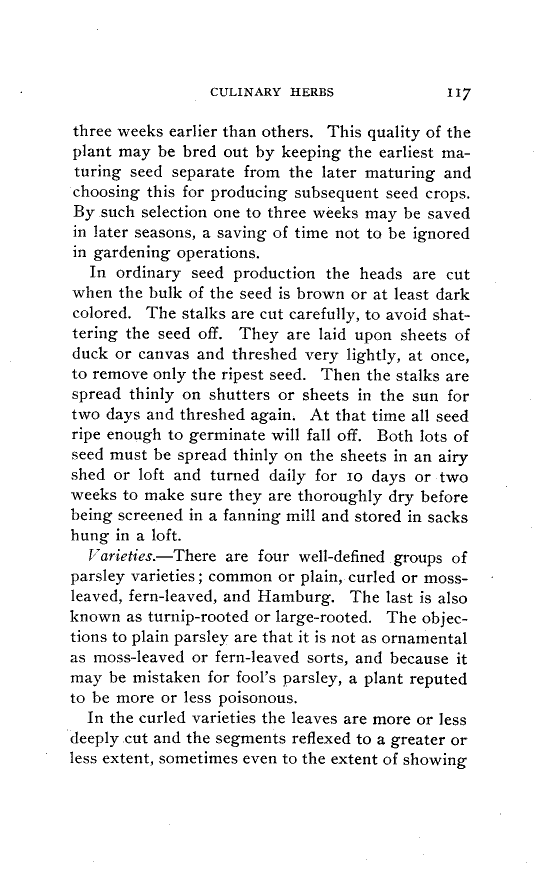 CULINARY HERBS 117
three weeks earlier than others. This quality of the
plant may be bred out by keeping the earliest ma-
turing seed separate from the later maturing and
choosing this for producing subsequent seed crops.
By such selection one to three weeks may be saved
in later seasons, a saving of time not to be ignored
in gardening operations.
In ordinary seed production the heads are cut
when the bulk of the seed is brown or at least dark
colored. The stalks are cut carefully, to avoid shat-
tering the seed off. They are laid upon sheets of
duck or canvas and threshed very lightly, at once,
to remove only the ripest seed. Then the stalks are
spread thinly on shutters or sheets in the sun for
two days and threshed again. At that time all seed
ripe enough to germinate will fall off. Both lots of
seed must be spread thinly on the sheets in an airy
shed or loft and turned daily for 10 days or two
weeks to make sure they are thoroughly dry before
being screened in a fanning mill and stored in sacks
hung in a loft.
Varieties.—There are four well-defined groups of
parsley varieties; common or plain, curled or moss-
leaved, fern-leaved, and Hamburg. The last is also
known as turnip-rooted or large-rooted. The objec-
tions to plain parsley are that it is not as ornamental
as moss-leaved or fern-leaved sorts, and because it
may be mistaken for fool's parsley, a plant reputed
to be more or less poisonous.
In the curled varieties the leaves are more or less
deeply cut and the segments reflexed to a greater or
less extent, sometimes even to the extent of showing